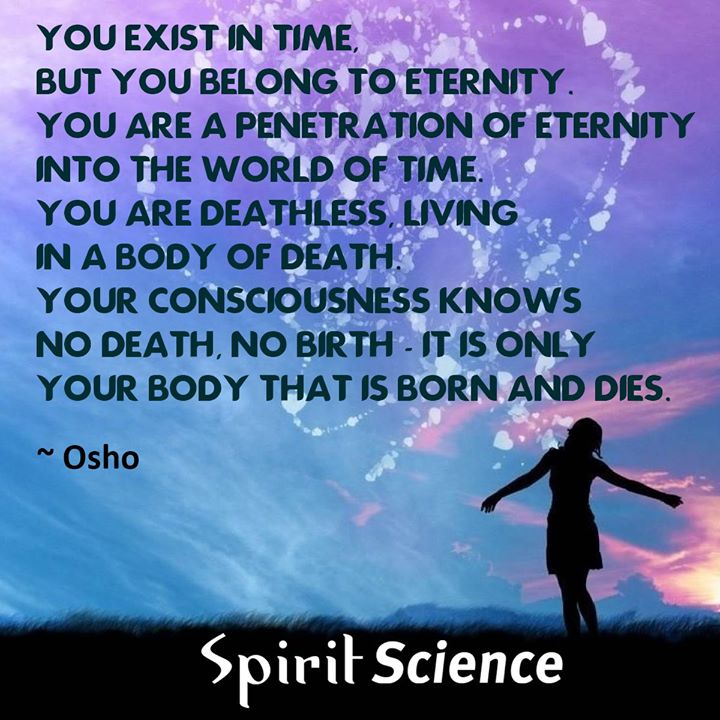 YOU EXIST IN TIME,
BUT YOU BELONG TO ETERNITY.
YOU ARE A PENETRATION OF ETERNITY
INTO THE WORLD OF TIME.
YOU ARE DEATHLESS, LIVING
IN A BODY OF DEATH.
YOUR CONSCIOUSNESS KNOWS
NO DEATH, NO BIRTH - IT IS ONLY
YOUR BODY THAT IS BORN AND DIES.
~ Osho
Spirit Science